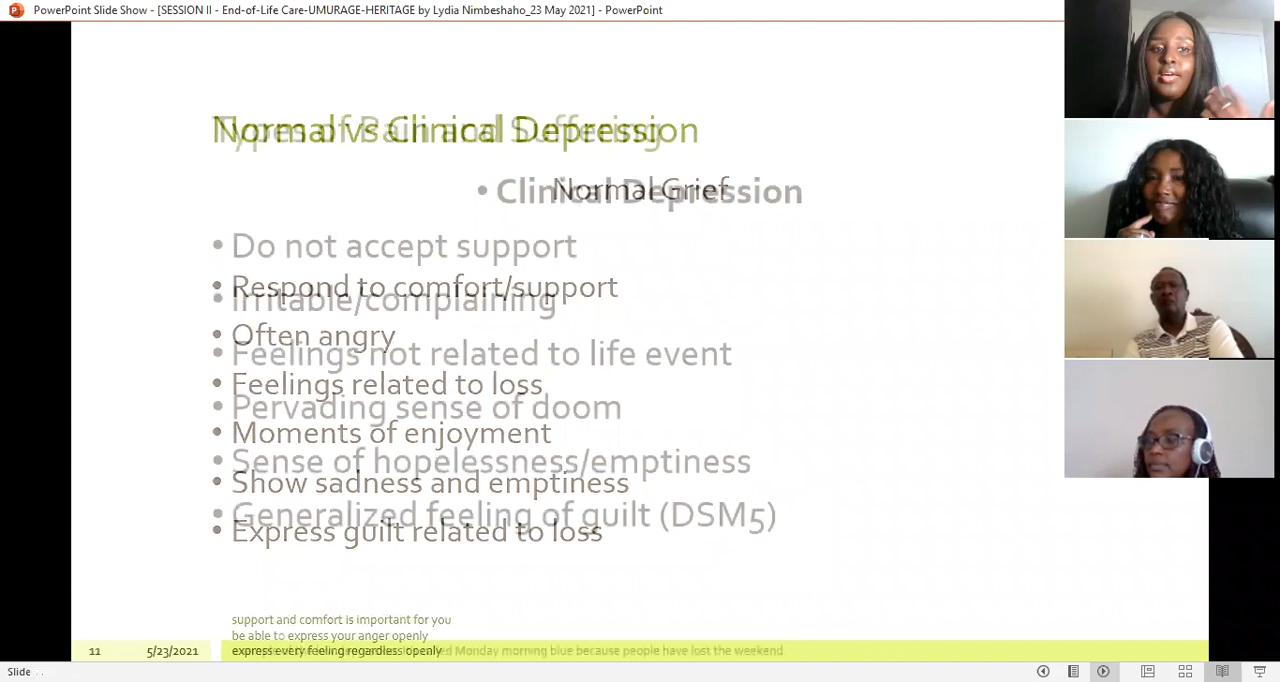 PowerPoint Slide Show - [SESSION II - End-of-Life Care-UMURAGE-HERITAGE by Lydia Nimbeshaho_23 May 2021] - PowerPoint
Normal vs Clinical Depression
Types of Pain and Suffering
• Clinical Depression
Normal Grief
• Do not accept support
• Respond to comfort/support
• Irritable/complaining
• Often angry
• Feelings not related to life event
• Feelings related to loss
• Pervading sense of doom
• Moments of enjoyment
• Sense of hopelessness/emptiness
• Show sadness and emptiness
• Generalized feeling of guilt (DSM5)
• Express guilt related to loss
support and comfort is important for you
be able to express your anger openly
express every feeling regardless openly
Monday morning blue because people have lost the weekend.
11 5/23/2021
Slide